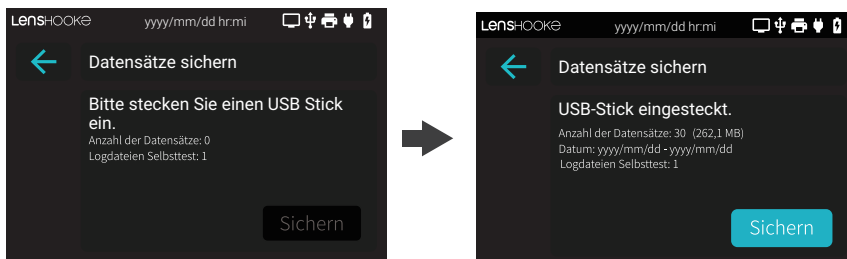 LENSHOOKE yyyy/mm/dd hr:mi
Datensätze sichern
Bitte stecken Sie einen USB Stick
ein.
Anzahl der Datensätze: 0
Logdateien Selbsttest: 1
Sichern
LENSHOOKE yyyy/mm/dd hr:mi
Datensätze sichern
USB-Stick eingesteckt.
Anzahl der Datensätze: 30 (262,1 MB)
Datum: yyyy/mm/dd - yyyy/mm/dd
Logdateien Selbsttest: 1
Sichern